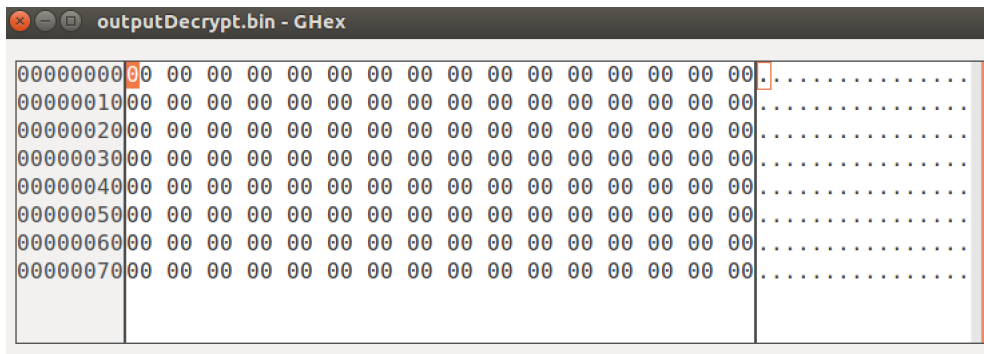 outputDecrypt.bin - GHex
00000000 00 00 00 00 00 00 00 00 00 00 00 00 00 00 00 00 ................
00000010 00 00 00 00 00 00 00 00 00 00 00 00 00 00 00 00 ................
00000020 00 00 00 00 00 00 00 00 00 00 00 00 00 00 00 00 ................
00000030 00 00 00 00 00 00 00 00 00 00 00 00 00 00 00 00 ................
00000040 00 00 00 00 00 00 00 00 00 00 00 00 00 00 00 00 ................
00000050 00 00 00 00 00 00 00 00 00 00 00 00 00 00 00 00 ................
00000060 00 00 00 00 00 00 00 00 00 00 00 00 00 00 00 00 ................
00000070 00 00 00 00 00 00 00 00 00 00 00 00 00 00 00 00 ................